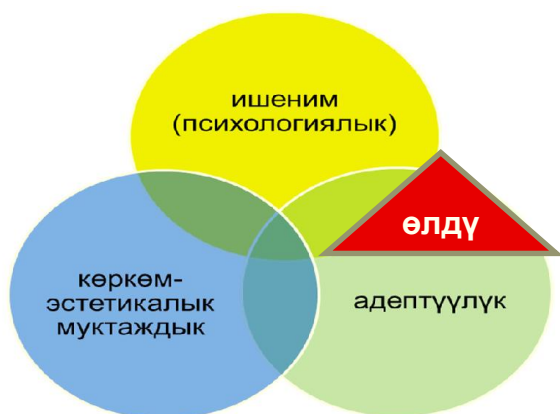 ишеним
(психологиялык)
өлдү
көркөм-
эстетикалык
муктаждык
адептүүлүк